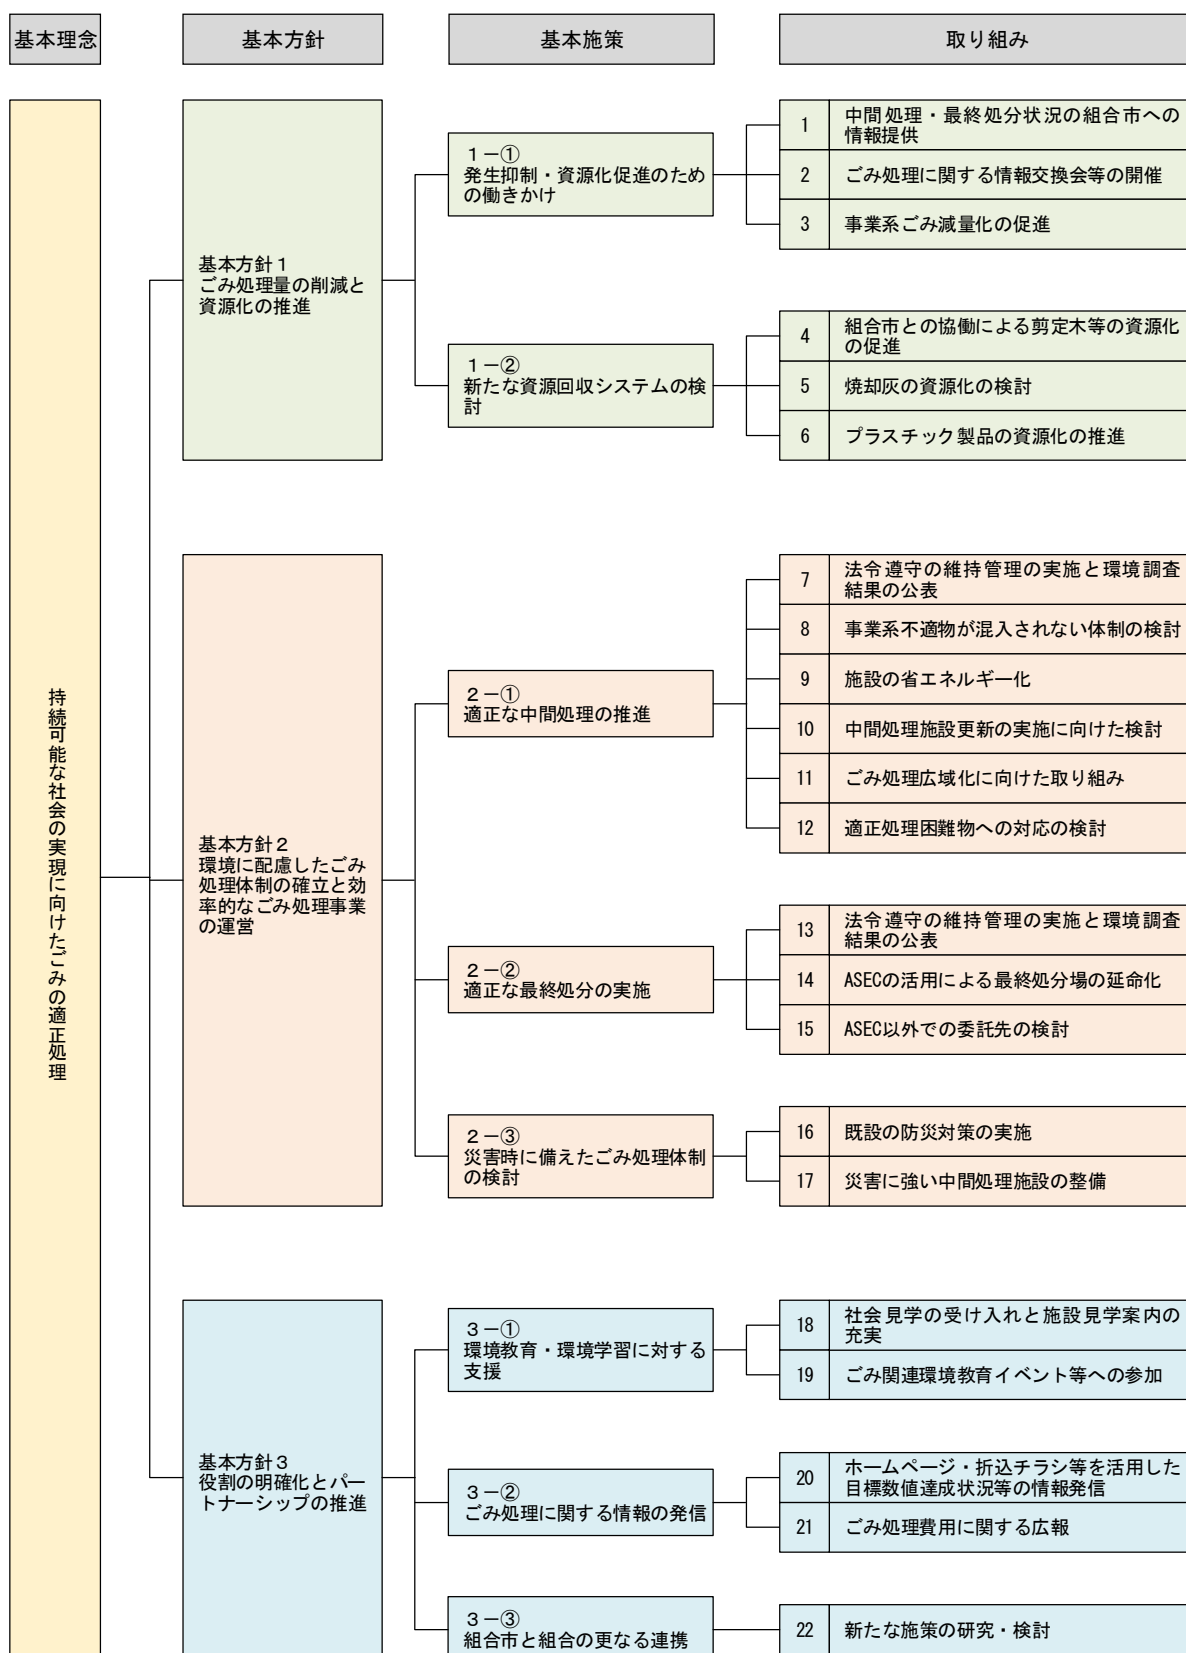 基本理念
基本方針
基本施策
取り組み
持続可能な社会の実現に向けたごみの適正処理
基本方針1
ごみ処理量の削減と
資源化の推進
1-①
発生抑制・資源化促進のため
の働きかけ
1
中間処理・最終処分状況の組合市への
情報提供
2
ごみ処理に関する情報交換会等の開催
3
事業系ごみ減量化の促進
1-②
新たな資源回収システムの検
討
4
組合市との協働による剪定木等の資源化
の促進
5
焼却灰の資源化の検討
6
プラスチック製品の資源化の推進
基本方針2
環境に配慮したごみ
処理体制の確立と効
率的なごみ処理事業
の運営
2-①
適正な中間処理の推進
7
法令遵守の維持管理の実施と環境調査
結果の公表
8
事業系不適物が混入されない体制の検討
9
施設の省エネルギー化
10
中間処理施設更新の実施に向けた検討
11
ごみ処理広域化に向けた取り組み
12
適正処理困難物への対応の検討
2-②
適正な最終処分の実施
13
法令遵守の維持管理の実施と環境調査
結果の公表
14
ASECの活用による最終処分場の延命化
15
ASEC以外での委託先の検討
2-③
災害時に備えたごみ処理体制
の検討
16
既設の防災対策の実施
17
災害に強い中間処理施設の整備
基本方針3
役割の明確化とパー
トナーシップの推進
3-①
環境教育・環境学習に対する
支援
18
社会見学の受け入れと施設見学案内の
充実
19
ごみ関連環境教育イベント等への参加
3-②
ごみ処理に関する情報の発信
20
ホームページ・折込チラシ等を活用した
目標数値達成状況等の情報発信
21
ごみ処理費用に関する広報
3-③
組合市と組合の更なる連携
22
新たな施策の研究・検討